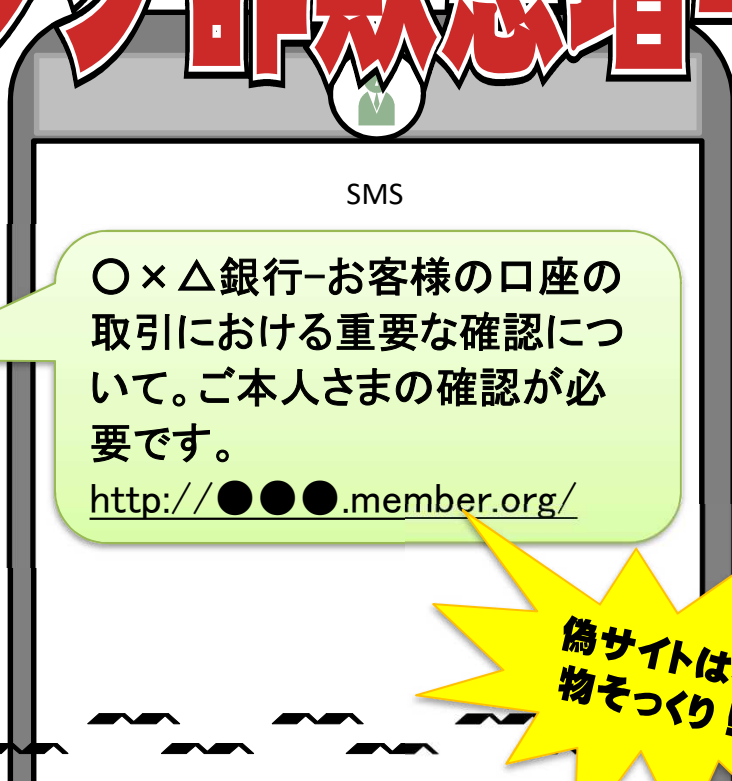 SMS
○×△銀行−お客様の口座の
取引における重要な確認につ
いて。ご本人さまの確認が必
要です。
http://●●●.member.org/
偽サイトは
物そっくり！